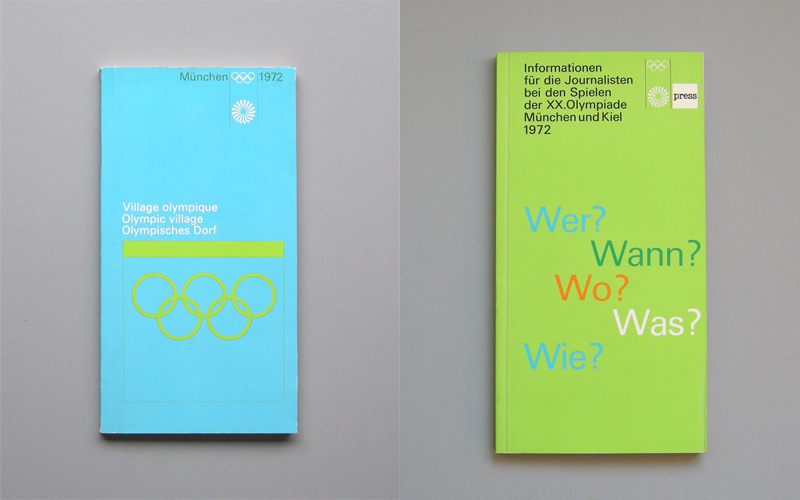 München 1972
Village olympique
Olympic village
Olympisches Dorf
Informationen
für die Journalisten
bei den Spielen
der XX.Olympiade
München und Kiel
1972
press
Wer?
Wann?
Wo?
Was?
Wie?